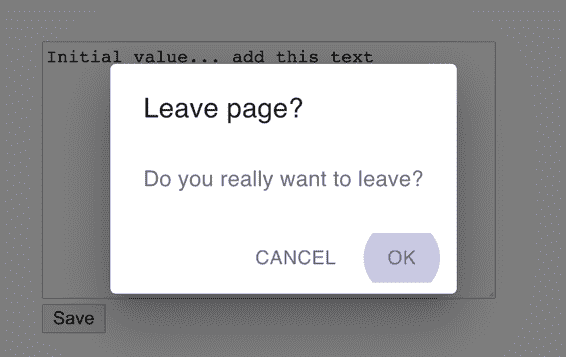 Initial value... add this text
Leave page?
Do you really want to leave?
CANCEL OK
Save